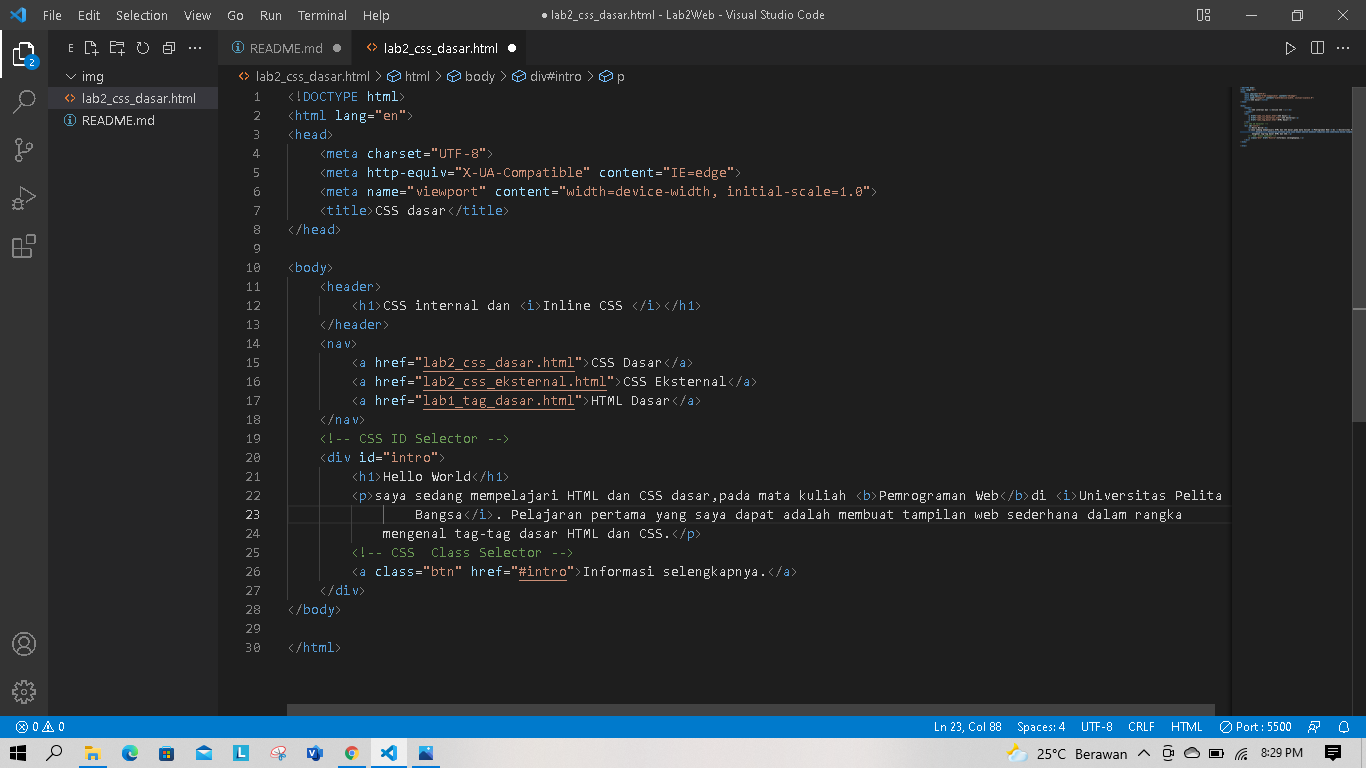 File Edit Selection View Go Run Terminal Help ● lab2_css_dasar.html - Lab2Web - Visual Studio Code
E README.md lab2_css_dasar.html
img
lab2_css_dasar.html
README.md
2
lab2_css_dasar.html > html > body > div#intro > p
1 <!DOCTYPE html>
2 <html lang="en">
3 <head>
4 <meta charset="UTF-8">
5 <meta http-equiv="X-UA-Compatible" content="IE=edge">
6 <meta name="viewport" content="width=device-width, initial-scale=1.0">
7 <title>CSS dasar</title>
8 </head>
9
10 <body>
11 <header>
12 <h1>CSS internal dan <i>Inline CSS </i></h1>
13 </header>
14 <nav>
15 <a href="lab2_css_dasar.html">CSS Dasar</a>
16 <a href="lab2_css_eksternal.html">CSS Eksternal</a>
17 <a href="lab1_tag_dasar.html">HTML Dasar</a>
18 </nav>
19 <!-- CSS ID Selector -->
20 <div id="intro">
21 <h1>Hello World</h1>
22 <p>saya sedang mempelajari HTML dan CSS dasar,pada mata kuliah <b>Pemrograman Web</b>di <i>Universitas Pelita
23 Bangsa</i>. Pelajaran pertama yang saya dapat adalah membuat tampilan web sederhana dalam rangka
24 mengenal tag-tag dasar HTML dan CSS.</p>
25 <!-- CSS  Class Selector -->
26 <a class="btn" href="#intro">Informasi selengkapnya.</a>
27 </div>
28 </body>
29
30 </html>
0 0 Ln 23, Col 88 Spaces: 4 UTF-8 CRLF HTML Port : 5500
25°C Berawan 8:29 PM